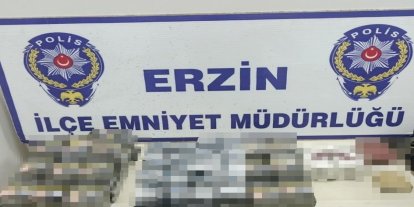 POLİS
POLİS
ERZİN
İLÇE EMNİYET MÜDÜRLÜĞÜ